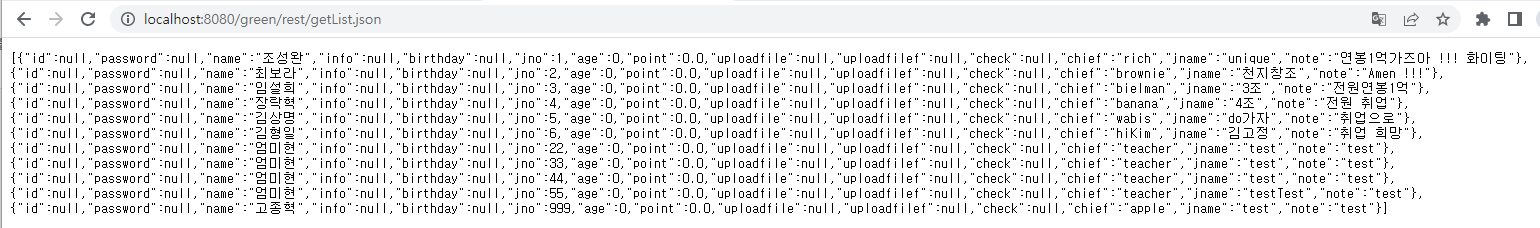 localhost:8080/green/rest/getList.json
[{"id":null,"password":null,"name":"조성완","info":null,"birthday":null,"jno":1,"age":0,"point":0.0,"uploadfile":null,"uploadfilef":null,"check":null,"chief":"rich","jname":"unique","note":"연봉1억가즈아 !!! 화이팅"},
{"id":null,"password":null,"name":"최보라","info":null,"birthday":null,"jno":2,"age":0,"point":0.0,"uploadfile":null,"uploadfilef":null,"check":null,"chief":"brownie","jname":"천지창조","note":"Amen !!!"},
{"id":null,"password":null,"name":"임설희","info":null,"birthday":null,"jno":3,"age":0,"point":0.0,"uploadfile":null,"uploadfilef":null,"check":null,"chief":"bielman","jname":"3조","note":"전원연봉1억"},
{"id":null,"password":null,"name":"장략혁","info":null,"birthday":null,"jno":4,"age":0,"point":0.0,"uploadfile":null,"uploadfilef":null,"check":null,"chief":"banana","jname":"4조","note":"전원 취업"},
{"id":null,"password":null,"name":"김상명","info":null,"birthday":null,"jno":5,"age":0,"point":0.0,"uploadfile":null,"uploadfilef":null,"check":null,"chief":"wabis","jname":"do가자","note":"취업으로"},
{"id":null,"password":null,"name":"김형일","info":null,"birthday":null,"jno":6,"age":0,"point":0.0,"uploadfile":null,"uploadfilef":null,"check":null,"chief":"hiKim","jname":"김고정","note":"취업 희망"},
{"id":null,"password":null,"name":"엄미현","info":null,"birthday":null,"jno":22,"age":0,"point":0.0,"uploadfile":null,"uploadfilef":null,"check":null,"chief":"teacher","jname":"test","note":"test"},
{"id":null,"password":null,"name":"엄미현","info":null,"birthday":null,"jno":33,"age":0,"point":0.0,"uploadfile":null,"uploadfilef":null,"check":null,"chief":"teacher","jname":"test","note":"test"},
{"id":null,"password":null,"name":"엄미현","info":null,"birthday":null,"jno":44,"age":0,"point":0.0,"uploadfile":null,"uploadfilef":null,"check":null,"chief":"teacher","jname":"test","note":"test"},
{"id":null,"password":null,"name":"엄미현","info":null,"birthday":null,"jno":55,"age":0,"point":0.0,"uploadfile":null,"uploadfilef":null,"check":null,"chief":"teacher","jname":"testTest","note":"test"},
{"id":null,"password":null,"name":"고종혁","info":null,"birthday":null,"jno":999,"age":0,"point":0.0,"uploadfile":null,"uploadfilef":null,"check":null,"chief":"apple","jname":"test","note":"test"}]